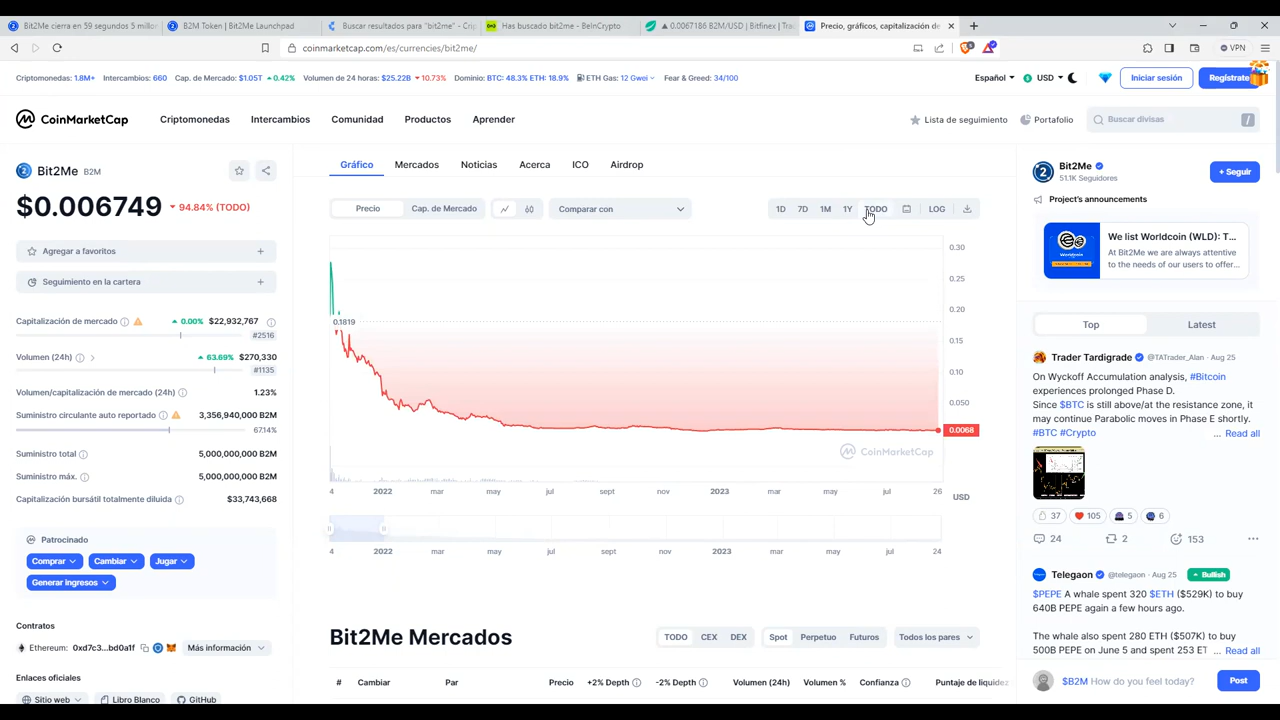 Bit2Me cierra en 59 segundos 5 millor
B2M Token | Bit2Me Launchpad
Buscar resultados para "bit2me" - Crip
Has buscado bit2me - BeInCrypto
▲ 0.0067186 B2M/USD | Bitfinex | Tra
Precio, gráficos, capitalización de
coinmarketcap.com/es/currencies/bit2me/
VPN
Criptomonedas: 1.8M+ Intercambios: 660 Cap. de Mercado: $1.05T 0.42% Volumen de 24 horas: $25.22B 10.73% Dominio: BTC: 48.3% ETH: 18.9% ETH Gas: 12 Gwei Fear & Greed: 34/100
Español USD Iniciar sesión Regístrate
CoinMarketCap Criptomonedas Intercambios Comunidad Productos Aprender
Lista de seguimiento Portafolio Buscar divisas /
Bit2Me B2M
$0.006749 94.84% (TODO)
Agregar a favoritos +
Seguimiento en la cartera +
Capitalización de mercado 0.00% $22,932,767
#2516
Volumen (24h) 63.69% $270,330
#1135
Volumen/capitalización de mercado (24h) 1.23%
Suministro circulante auto reportado 3,356,940,000 B2M
67.14%
Suministro total 5,000,000,000 B2M
Suministro máx. 5,000,000,000 B2M
Capitalización bursátil totalmente diluida $33,743,668
Patrocinado
Comprar Cambiar Jugar
Generar ingresos
Contratos
Ethereum: 0xd7c3...bd0a1f Más información
Enlaces oficiales
Sitio web Libro Blanco GitHub
Gráfico Mercados Noticias Acerca ICO Airdrop
Precio Cap. de Mercado Comparar con 1D 7D 1M 1Y TODO LOG
0.30
0.25
0.20
0.1819
0.15
0.10
0.050
0.0068
CoinMarketCap
4 2022 mar may jul sept nov 2023 mar may jul 26
USD
4 2022 mar may jul sept nov 2023 mar may jul 24
Bit2Me Mercados TODO CEX DEX Spot Perpetuo Futuros Todos los pares
# Cambiar Par Precio +2% Depth -2% Depth Volumen (24h) Volumen % Confianza Puntaje de liquidez
Bit2Me
51.1K Seguidores
+ Seguir
Project's announcements
We list Worldcoin (WLD): T...
At Bit2Me we are always attentive
to the needs of our users to offer...
Worldcoin
Top Latest
Trader Tardigrade @TATrader_Alan · Aug 25
On Wyckoff Accumulation analysis, #Bitcoin
experiences prolonged Phase D.
Since $BTC is still above/at the resistance zone, it
may continue Parabolic moves in Phase E shortly.
#BTC #Crypto ... Read all
37 105 5 6
24 2 153
Telegaon @telegaon · Aug 25 Bullish
$PEPE A whale spent 320 $ETH ($529K) to buy
640B PEPE again a few hours ago.
The whale also spent 280 ETH ($507K) to buy
500B PEPE on June 5 and spent 253 ET ... Read all
$B2M How do you feel today? Post